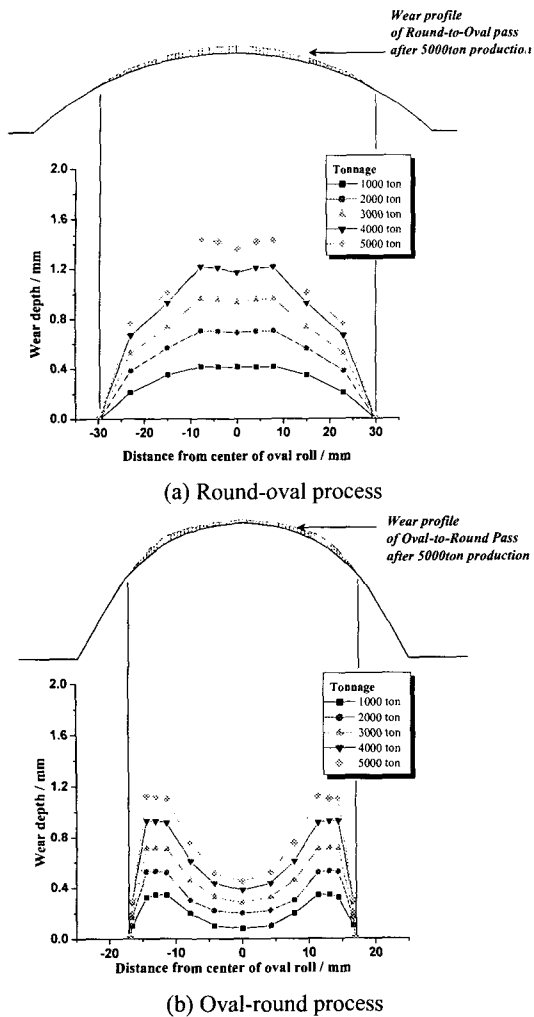 Wear profile
of Round-to-Oval pass
after 5000ton production
2.0
1.6
1.2
0.8
0.4
0.0
Wear depth / mm
Tonnage
1000 ton
2000 ton
3000 ton
4000 ton
5000 ton
-30 -20 -10 0 10 20 30
Distance from center of oval roll / mm
(a) Round-oval process
Wear profile
of Oval-to-Round Pass
after 5000ton production
2.0
1.6
1.2
0.8
0.4
0.0
Wear depth / mm
Tonnage
1000 ton
2000 ton
3000 ton
4000 ton
5000 ton
-20 -10 0 10 20
Distance from center of oval roll / mm
(b) Oval-round process